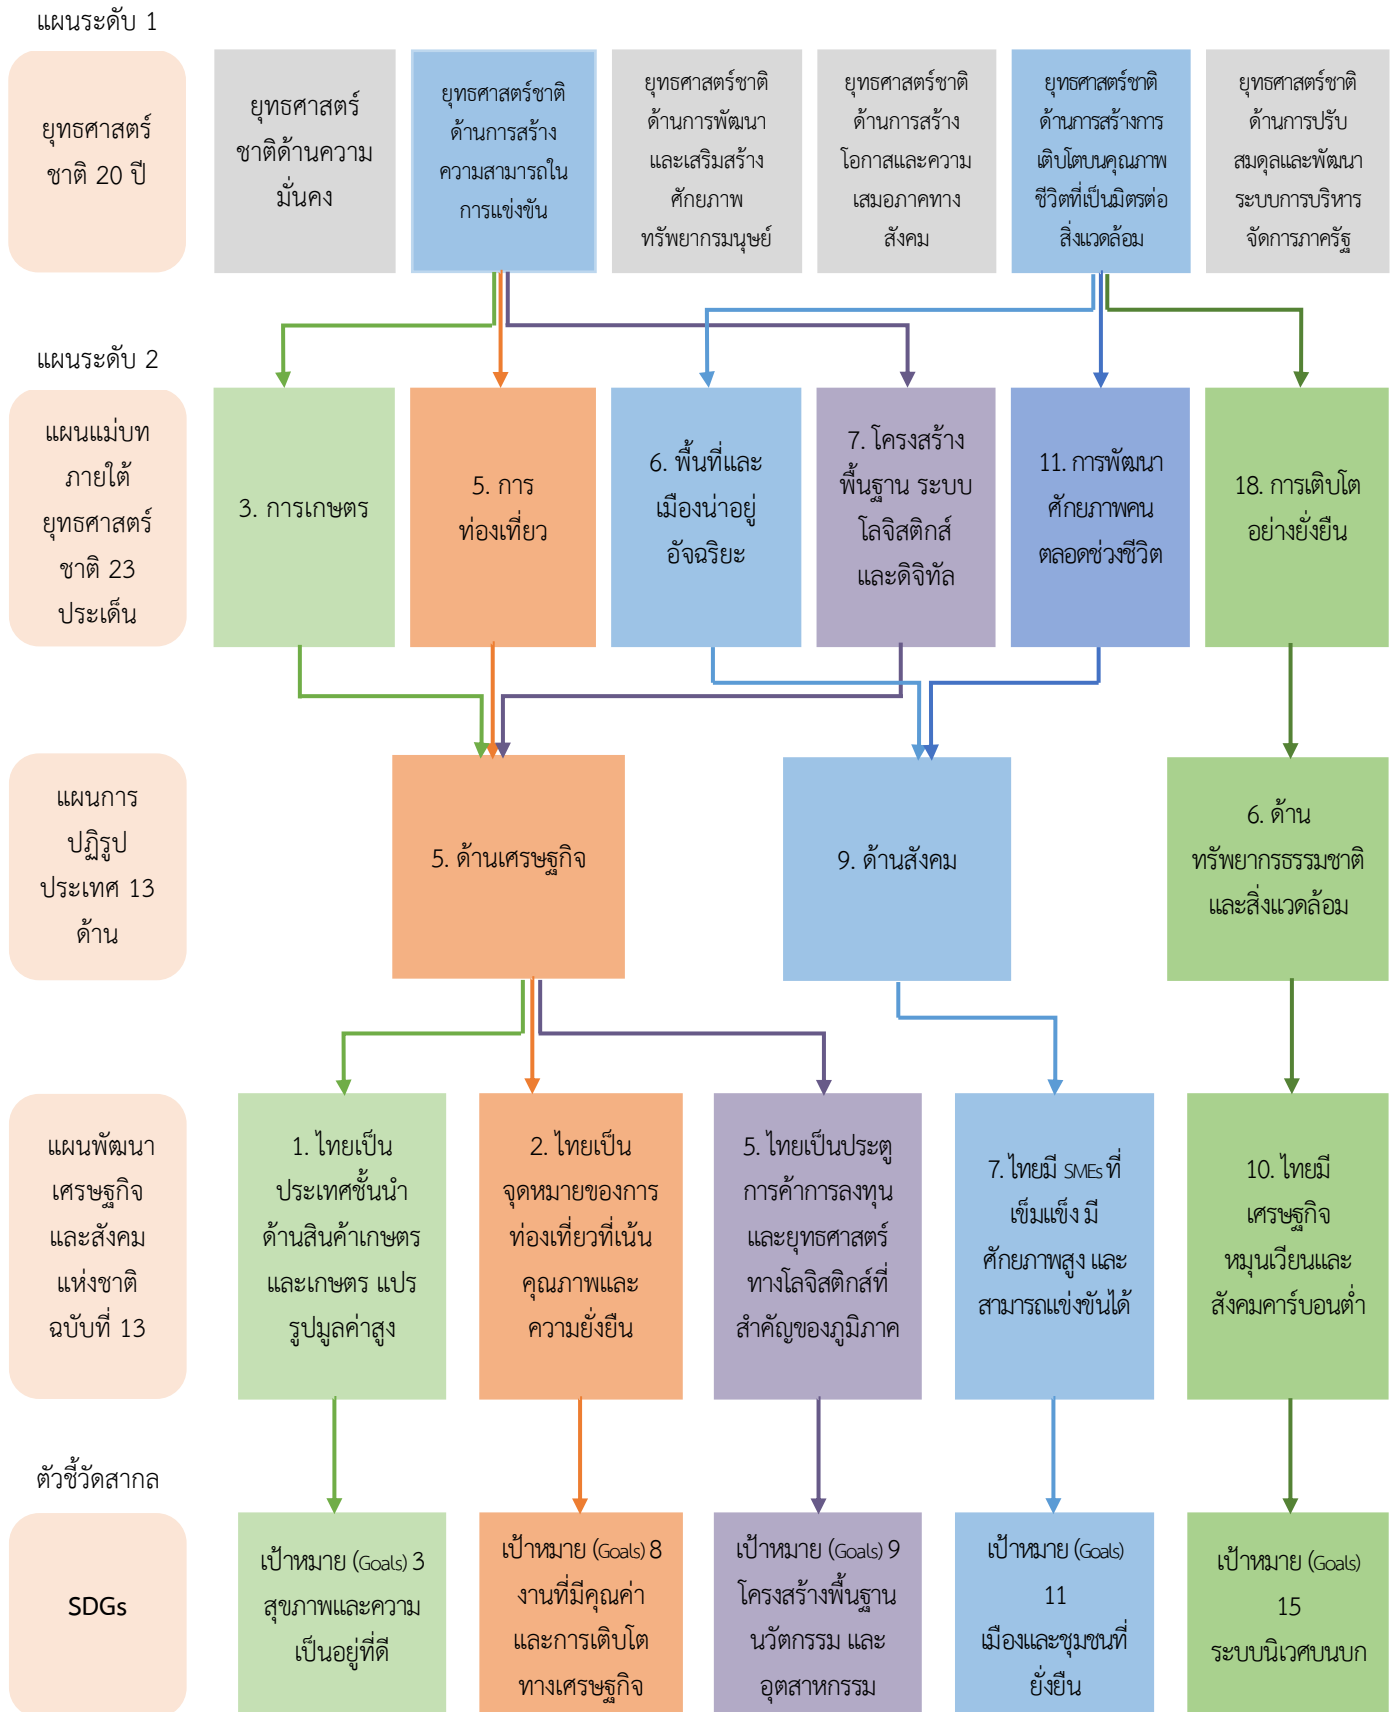 แผนระดับ 1
ยุทธศาสตร์
ชาติ 20 ปี
ยุทธศาสตร์
ชาติด้านความ
มั่นคง
ยุทธศาสตร์ชาติ
ด้านการสร้าง
ความสามารถใน
การแข่งขัน
ยุทธศาสตร์ชาติ
ด้านการพัฒนา
และเสริมสร้าง
ศักยภาพ
ทรัพยากรมนุษย์
ยุทธศาสตร์ชาติ
ด้านการสร้าง
โอกาสและความ
เสมอภาคทาง
สังคม
ยุทธศาสตร์ชาติ
ด้านการสร้างการ
เติบโตบนคุณภาพ
ชีวิตที่เป็นมิตรต่อ
สิ่งแวดล้อม
ยุทธศาสตร์ชาติ
ด้านการปรับ
สมดุลและพัฒนา
ระบบการบริหาร
จัดการภาครัฐ
แผนระดับ 2
แผนแม่บท
ภายใต้
ยุทธศาสตร์
ชาติ 23
ประเด็น
3. การเกษตร
5. การ
ท่องเที่ยว
6. พื้นที่และ
เมืองน่าอยู่
อัจฉริยะ
7. โครงสร้าง
พื้นฐาน ระบบ
โลจิสติกส์
และดิจิทัล
11. การพัฒนา
ศักยภาพคน
ตลอดช่วงชีวิต
18. การเติบโต
อย่างยั่งยืน
แผนการ
ปฏิรูป
ประเทศ 13
ด้าน
5. ด้านเศรษฐกิจ
9. ด้านสังคม
6. ด้าน
ทรัพยากรธรรมชาติ
และสิ่งแวดล้อม
แผนพัฒนา
เศรษฐกิจ
และสังคม
แห่งชาติ
ฉบับที่ 13
1. ไทยเป็น
ประเทศชั้นนำ
ด้านสินค้าเกษตร
และเกษตร แปร
รูปมูลค่าสูง
2. ไทยเป็น
จุดหมายของการ
ท่องเที่ยวที่เน้น
คุณภาพและ
ความยั่งยืน
5. ไทยเป็นประตู
การค้าการลงทุน
และยุทธศาสตร์
ทางโลจิสติกส์ที่
สำคัญของภูมิภาค
7. ไทยมี SMEs ที่
เข็มแข็ง มี
ศักยภาพสูง และ
สามารถแข่งขันได้
10. ไทยมี
เศรษฐกิจ
หมุนเวียนและ
สังคมคาร์บอนต่ำ
ตัวชี้วัดสากล
SDGs
เป้าหมาย (Goals) 3
สุขภาพและความ
เป็นอยู่ที่ดี
เป้าหมาย (Goals) 8
งานที่มีคุณค่า
และการเติบโต
ทางเศรษฐกิจ
เป้าหมาย (Goals) 9
โครงสร้างพื้นฐาน
นวัตกรรม และ
อุตสาหกรรม
เป้าหมาย (Goals)
11
เมืองและชุมชนที่
ยั่งยืน
เป้าหมาย (Goals)
15
ระบบนิเวศบนบก